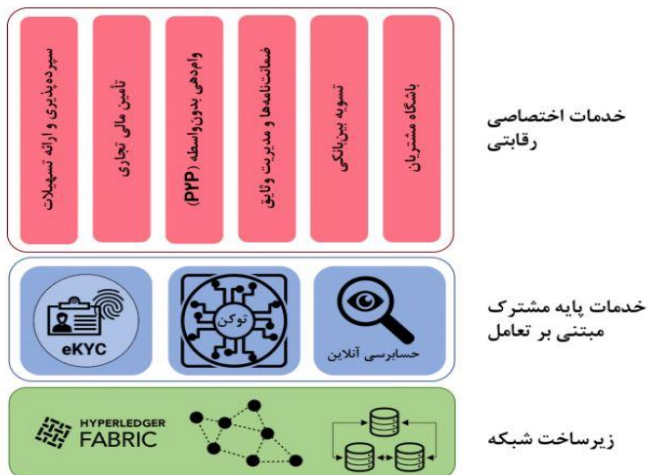 باشگاه مشتریان
تسویه بین‌بانکی
ضمانت‌نامه‌ها و مدیریت وثایق
وام‌دهی بدون‌واسطه (P۲P)
تأمین مالی تجاری
سپرده‌پذیری و ارائه تسهیلات
خدمات اختصاصی
رقابتی
حسابرسی آنلاین
توکن
eKYC
خدمات پایه مشترک
مبتنی بر تعامل
HYPERLEDGER
FABRIC
زیرساخت شبکه